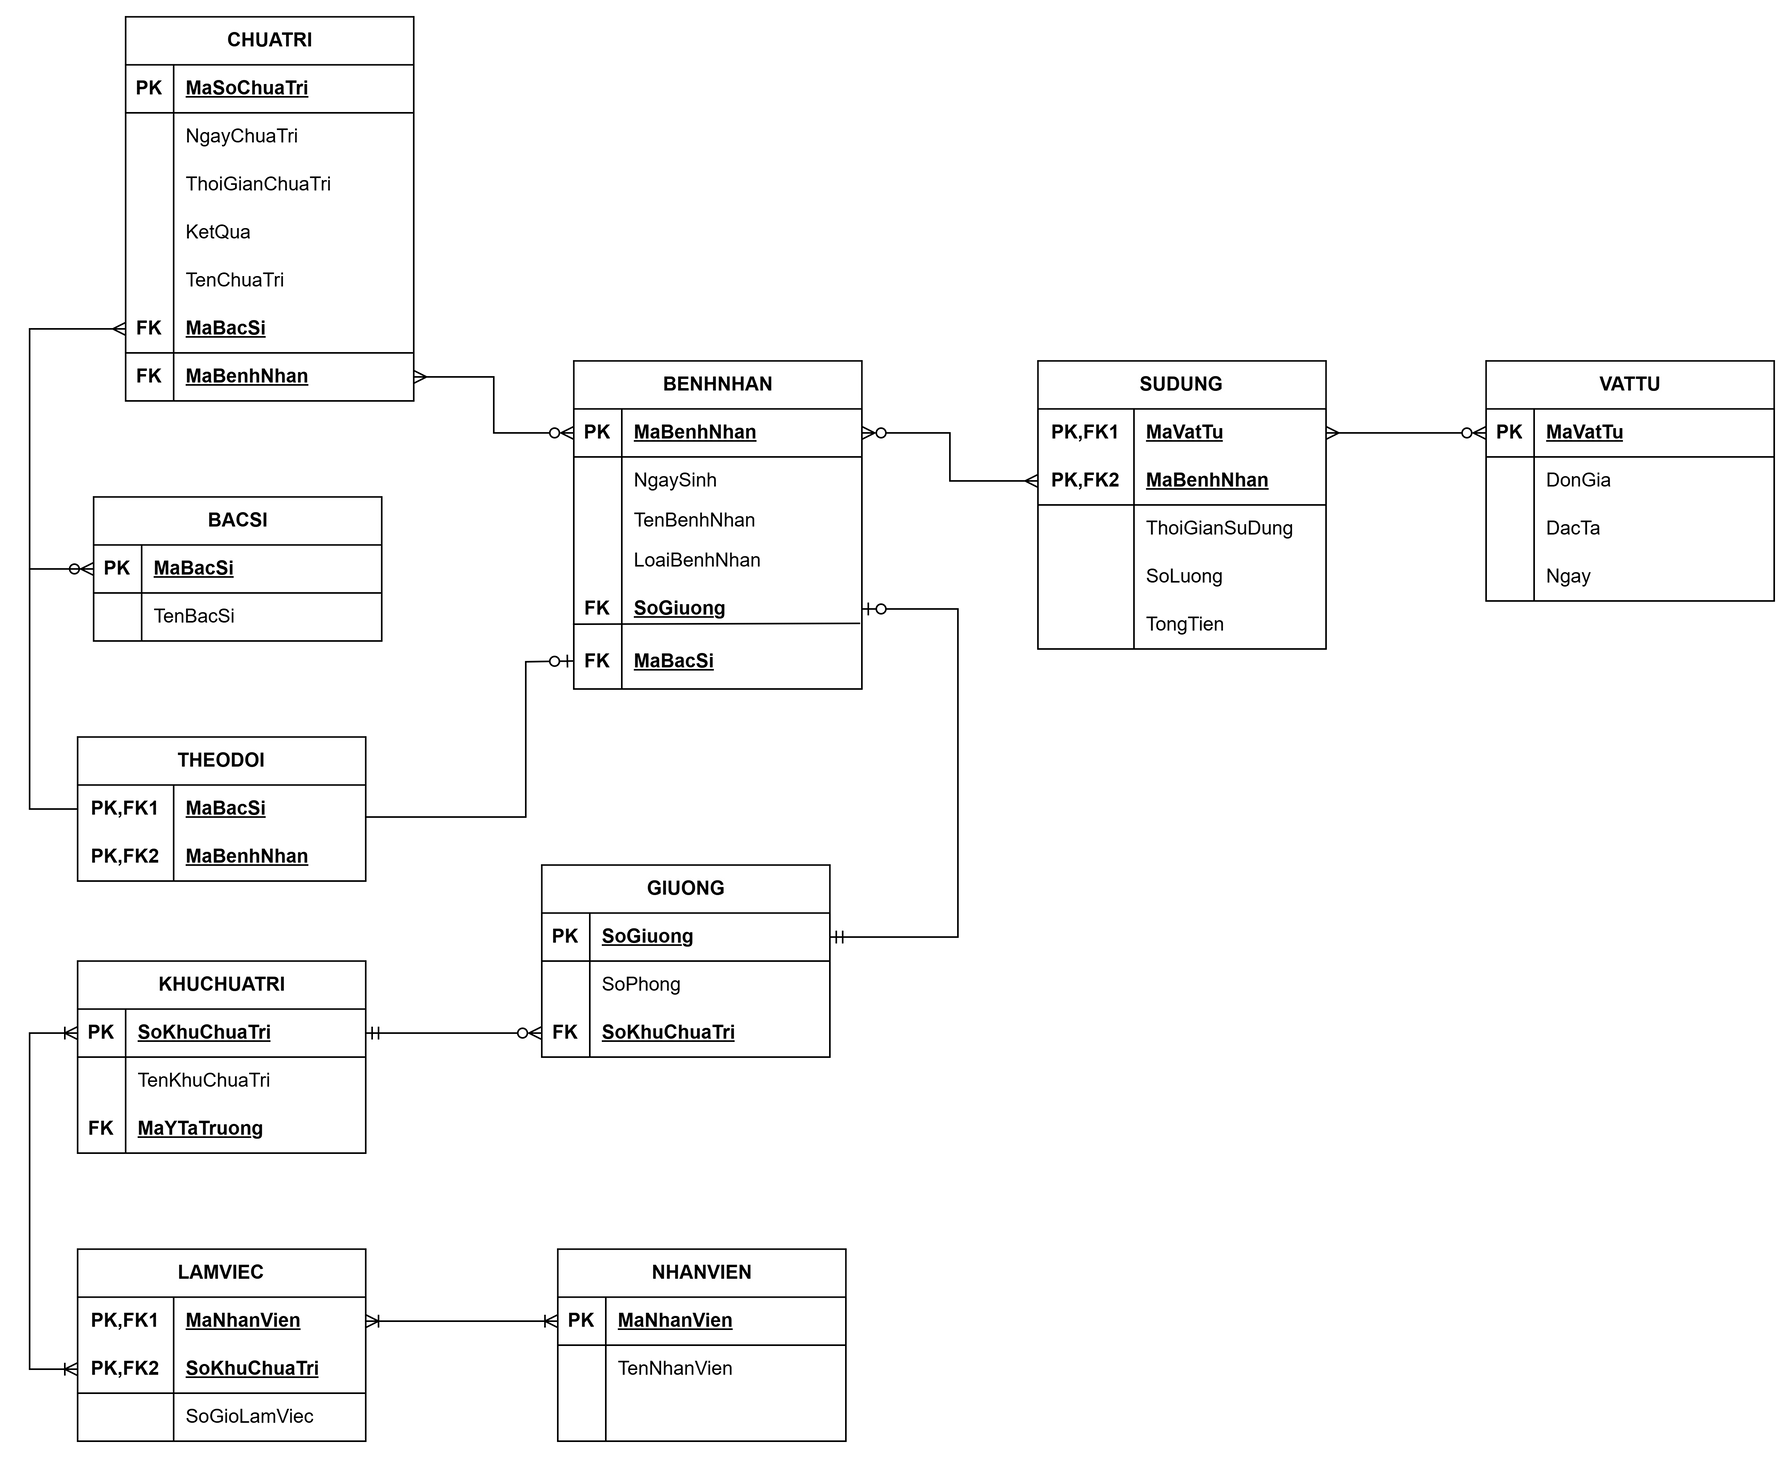 CHUATRI
PK MaSoChuaTri
NgayChuaTri
ThoiGianChuaTri
KetQua
TenChuaTri
FK MaBacSi
FK MaBenhNhan
BACSI
PK MaBacSi
TenBacSi
THEODOI
PK,FK1 MaBacSi
PK,FK2 MaBenhNhan
BENHNHAN
PK MaBenhNhan
NgaySinh
TenBenhNhan
LoaiBenhNhan
FK SoGiuong
FK MaBacSi
SUDUNG
PK,FK1 MaVatTu
PK,FK2 MaBenhNhan
ThoiGianSuDung
SoLuong
TongTien
VATTU
PK MaVatTu
DonGia
DacTa
Ngay
GIUONG
PK SoGiuong
SoPhong
FK SoKhuChuaTri
KHUCHUATRI
PK SoKhuChuaTri
TenKhuChuaTri
FK MaYTaTruong
LAMVIEC
PK,FK1 MaNhanVien
PK,FK2 SoKhuChuaTri
SoGioLamViec
NHANVIEN
PK MaNhanVien
TenNhanVien